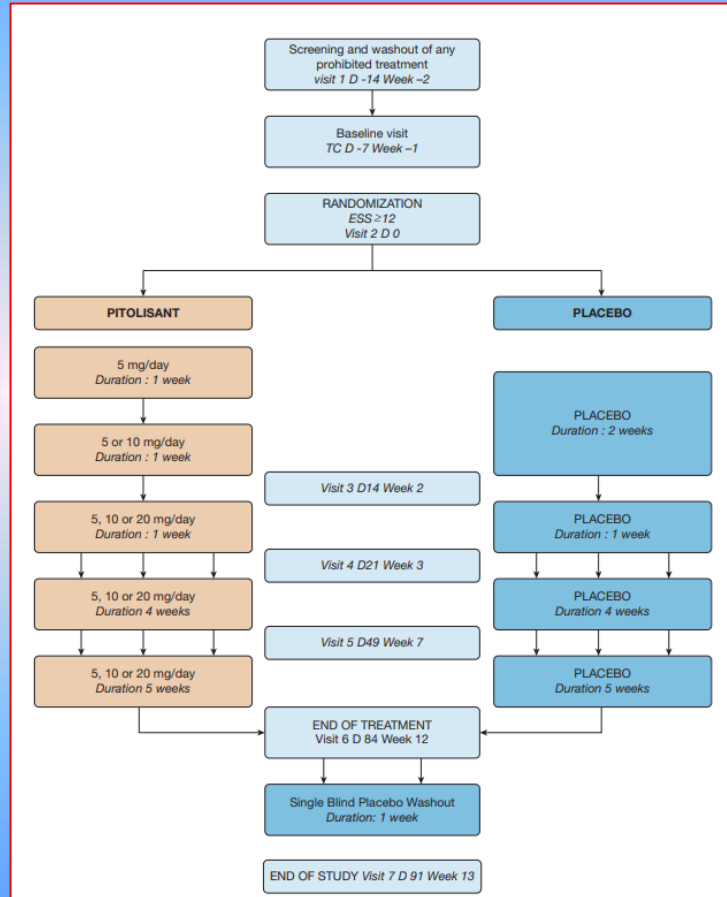 Screening and washout of any
prohibited treatment
visit 1 D -14 Week –2
Baseline visit
TC D -7 Week –1
RANDOMIZATION
ESS ≥12
Visit 2 D 0
PITOLISANT
PLACEBO
5 mg/day
Duration : 1 week
PLACEBO
Duration : 2 weeks
5 or 10 mg/day
Duration : 1 week
Visit 3 D14 Week 2
5, 10 or 20 mg/day
Duration : 1 week
PLACEBO
Duration : 1 week
Visit 4 D21 Week 3
5, 10 or 20 mg/day
Duration 4 weeks
PLACEBO
Duration 4 weeks
Visit 5 D49 Week 7
5, 10 or 20 mg/day
Duration 5 weeks
PLACEBO
Duration 5 weeks
END OF TREATMENT
Visit 6 D 84 Week 12
Single Blind Placebo Washout
Duration: 1 week
END OF STUDY Visit 7 D 91 Week 13